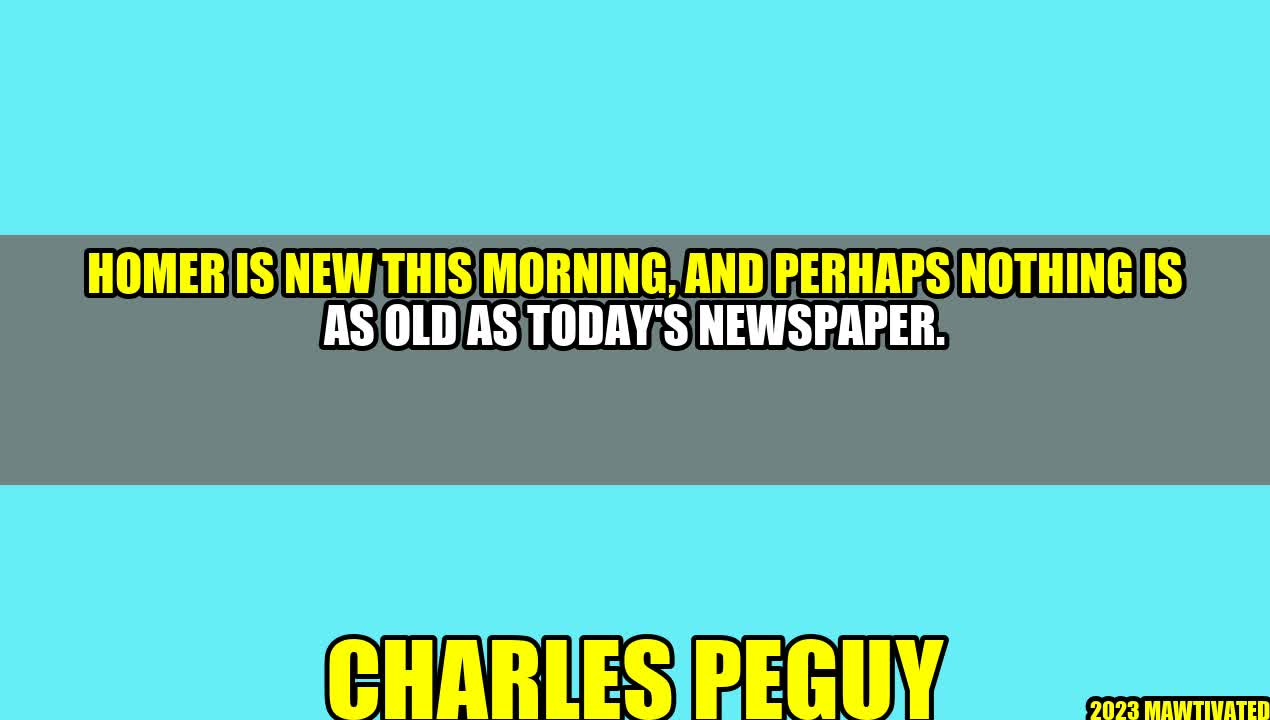 HOMER IS NEW THIS MORNING, AND PERHAPS NOTHING IS
AS OLD AS TODAY'S NEWSPAPER.
CHARLES PEGUY
2023 MAWTIVATED